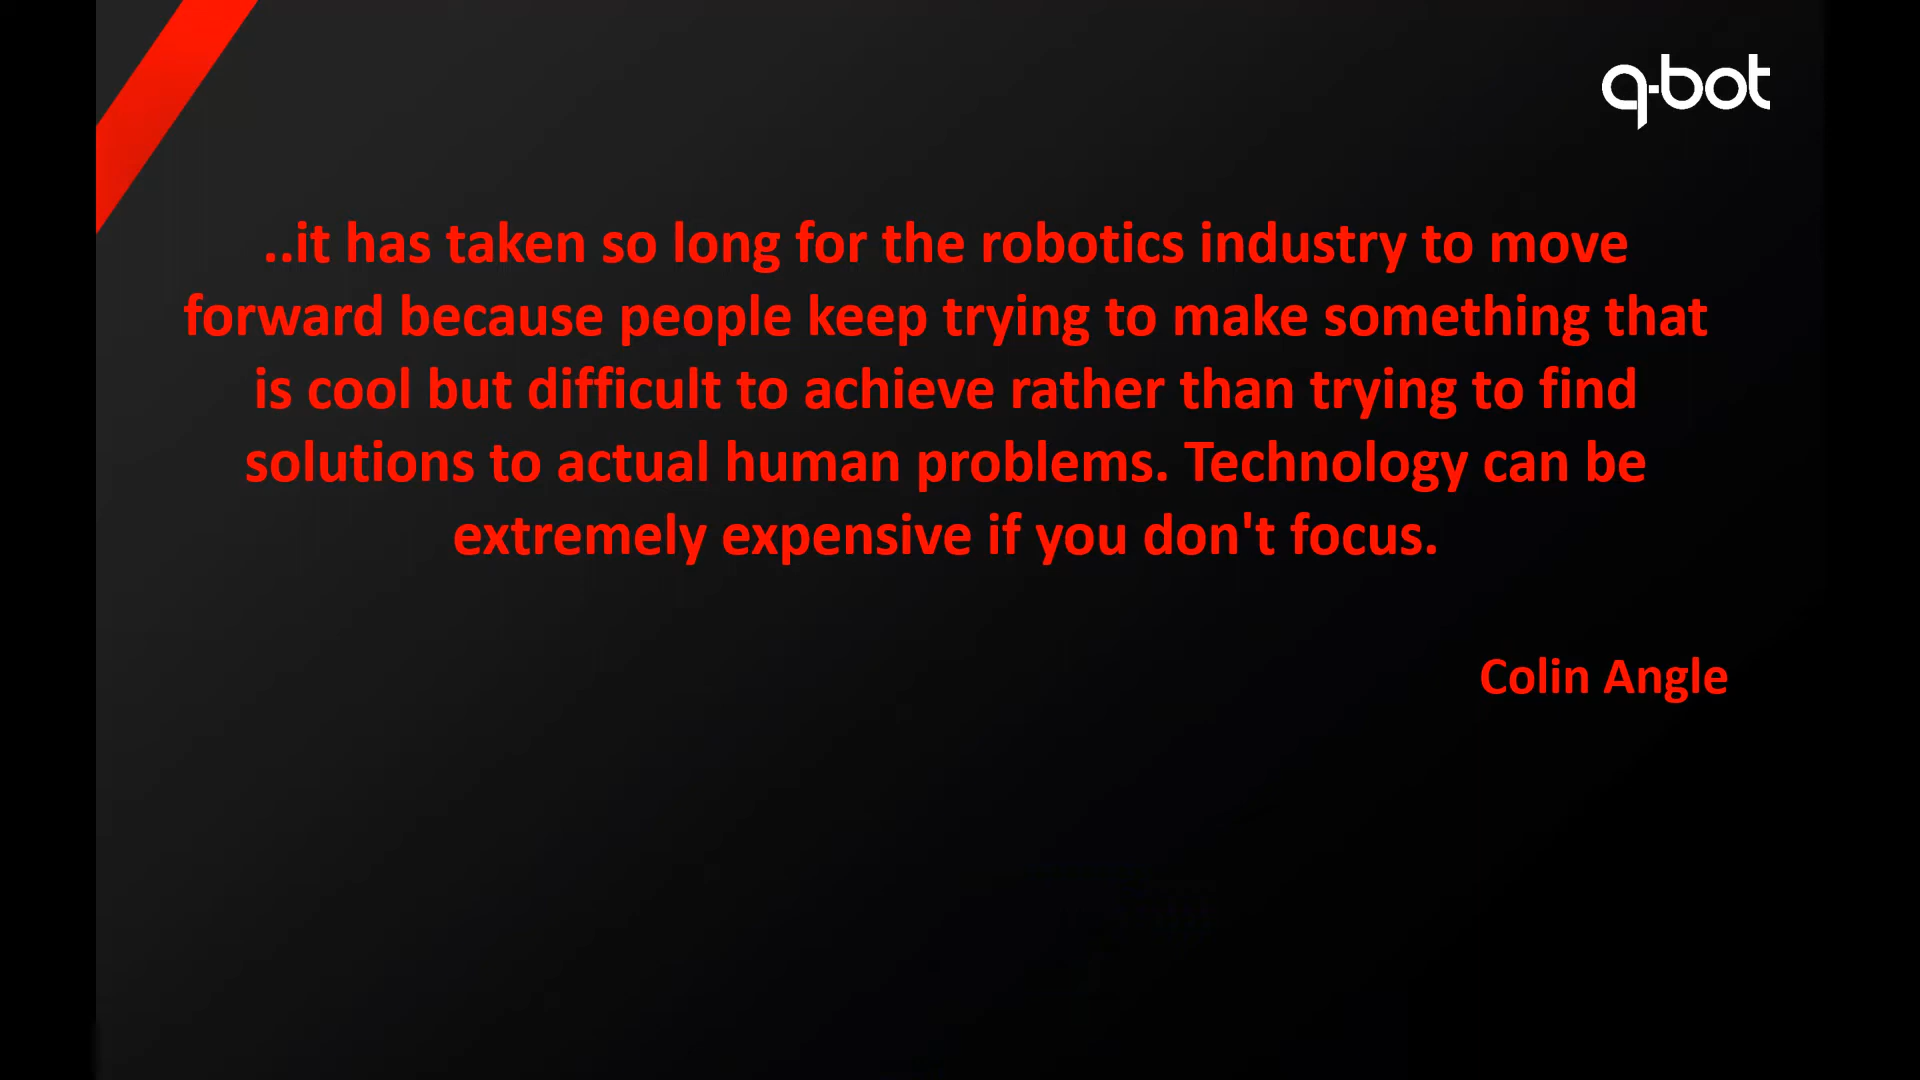 q-bot
..it has taken so long for the robotics industry to move
forward because people keep trying to make something that
is cool but difficult to achieve rather than trying to find
solutions to actual human problems. Technology can be
extremely expensive if you don't focus.
Colin Angle